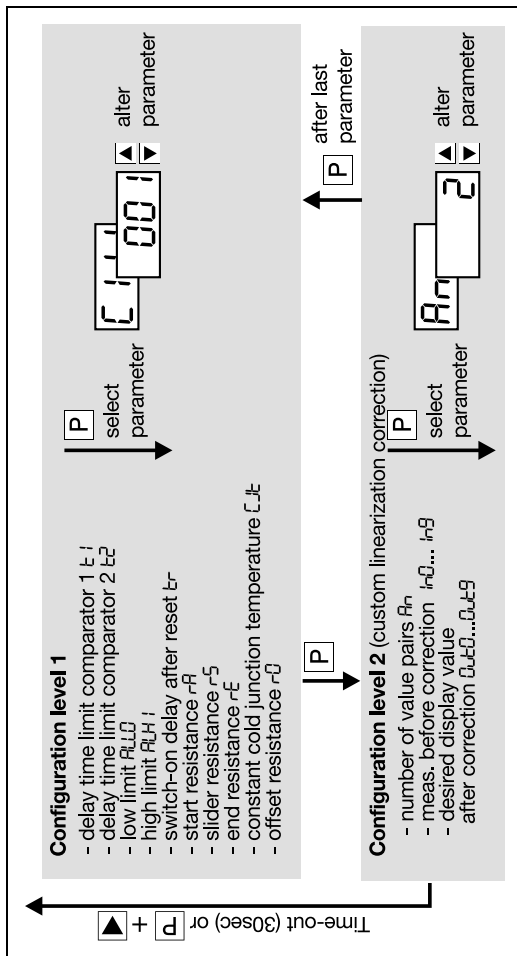 Configuration level 1
- delay time limit comparator 1 t1
- delay time limit comparator 2 t2
- low limit ALLO
- high limit ALHI
- switch-on delay after reset tr
- start resistance rA
- slider resistance rS
- end resistance rE
- constant cold junction temperature CJt
- offset resistance rO
P
select
parameter
C111
001
▲ alter
▼ parameter
P
P
after last
parameter
Configuration level 2 (custom linearization correction)
- number of value pairs An
- meas. before correction In0... In9
- desired display value
after correction Out0...Out9
P
select
parameter
An
2
▲ alter
▼ parameter
Time-out (30sec) or P + ▲